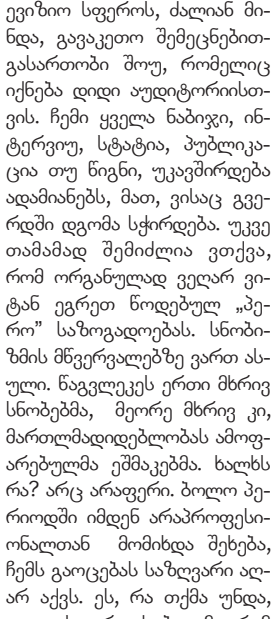 ევიზიო სფეროს, ძალიან მი-
ნდა, გავაკეთო შემეცნებით-
გასართობი შოუ, რომელიც
იქნება დიდი აუდიტორიისთ-
ვის. ჩემი ყველა ნაბიჯი, ინ-
ტერვიუ, სტატია, პუბლიკა-
ცია თუ წიგნი, უკავშირდება
ადამიანებს, მათ, ვისაც გვე-
რდში დგომა სჭირდება. უკვე
თამამად შემიძლია ვთქვა,
რომ ორგანულად ვეღარ ვი-
ტან ეგრეთ წოდებულ „პე-
რო” საზოგადოებას. სნობი-
ზმის მწვერვალებზე ვართ ას-
ული. წაგვლეკეს ერთი მხრივ
სნობებმა, მეორე მხრივ კი,
მართლმადიდებლობას ამოფ-
არებულმა ეშმაკებმა. ხალხს
რა? არც არაფერი. ბოლო პე-
რიოდში იმდენ არაპროფესი-
ონალთან მომიხდა შეხება,
ჩემს გაოცებას საზღვარი აღ-
არ აქვს. ეს, რა თქმა უნდა,